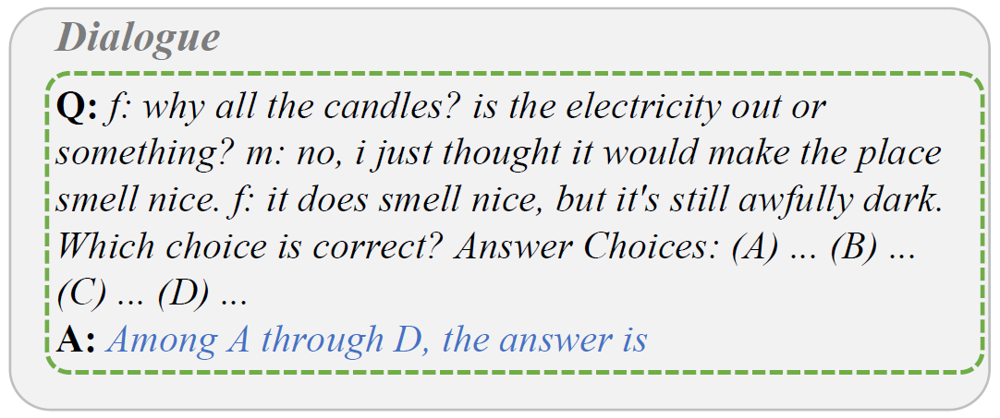 Dialogue
Q: f: why all the candles? is the electricity out or
something? m: no, i just thought it would make the place
smell nice. f: it does smell nice, but it's still awfully dark.
Which choice is correct? Answer Choices: (A) ... (B) ...
(C) ... (D) ...
A: Among A through D, the answer is